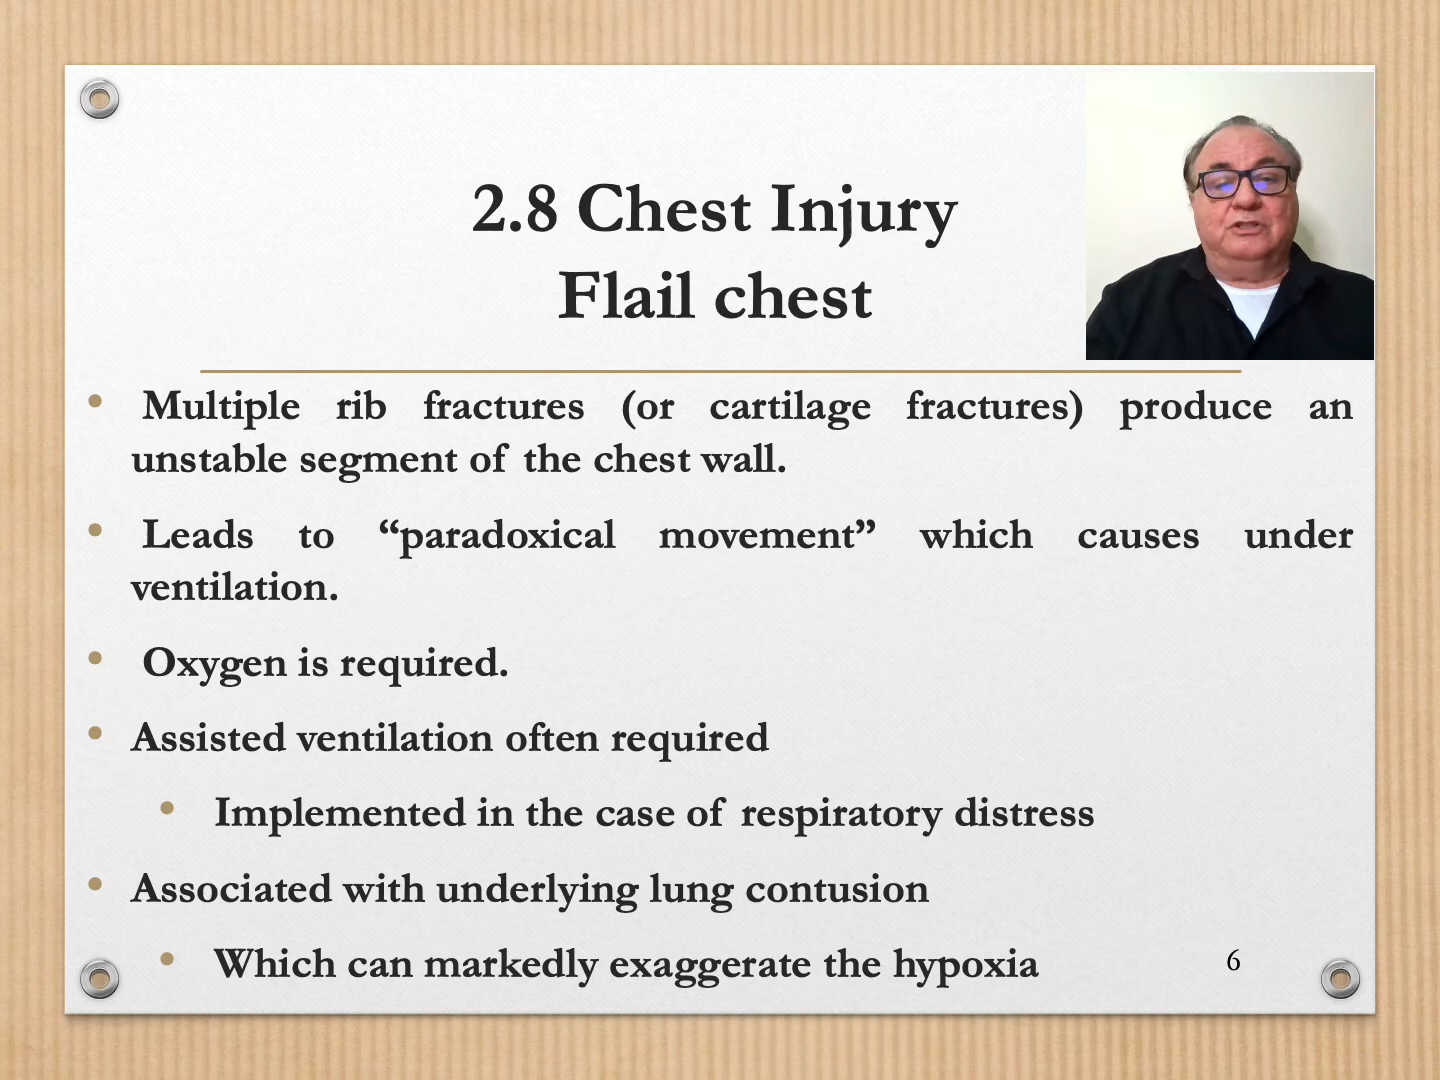 2.8 Chest Injury
Flail chest
• Multiple rib fractures (or cartilage fractures) produce an
unstable segment of the chest wall.
• Leads to “paradoxical movement” which causes under
ventilation.
• Oxygen is required.
• Assisted ventilation often required
• Implemented in the case of respiratory distress
• Associated with underlying lung contusion
• Which can markedly exaggerate the hypoxia
6